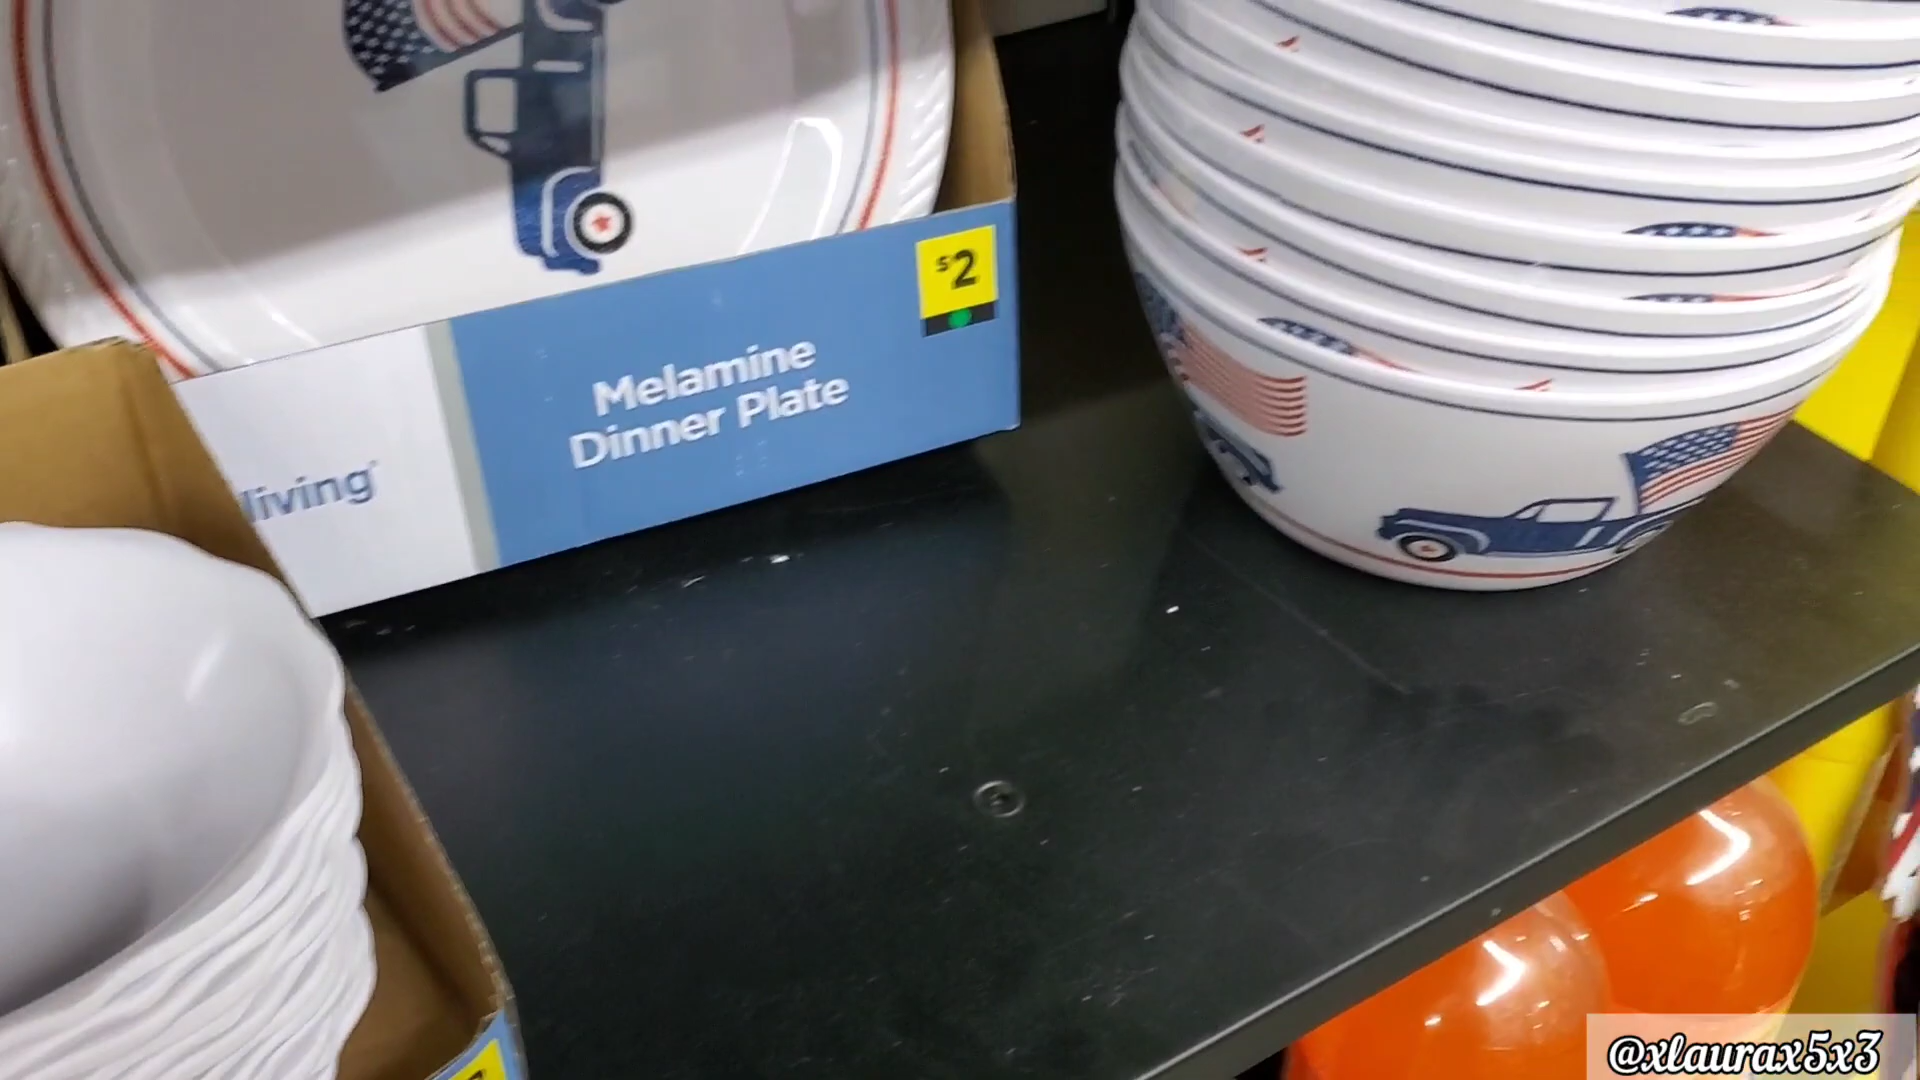 $2
Melamine
Dinner Plate
living
@xlaurax5x3